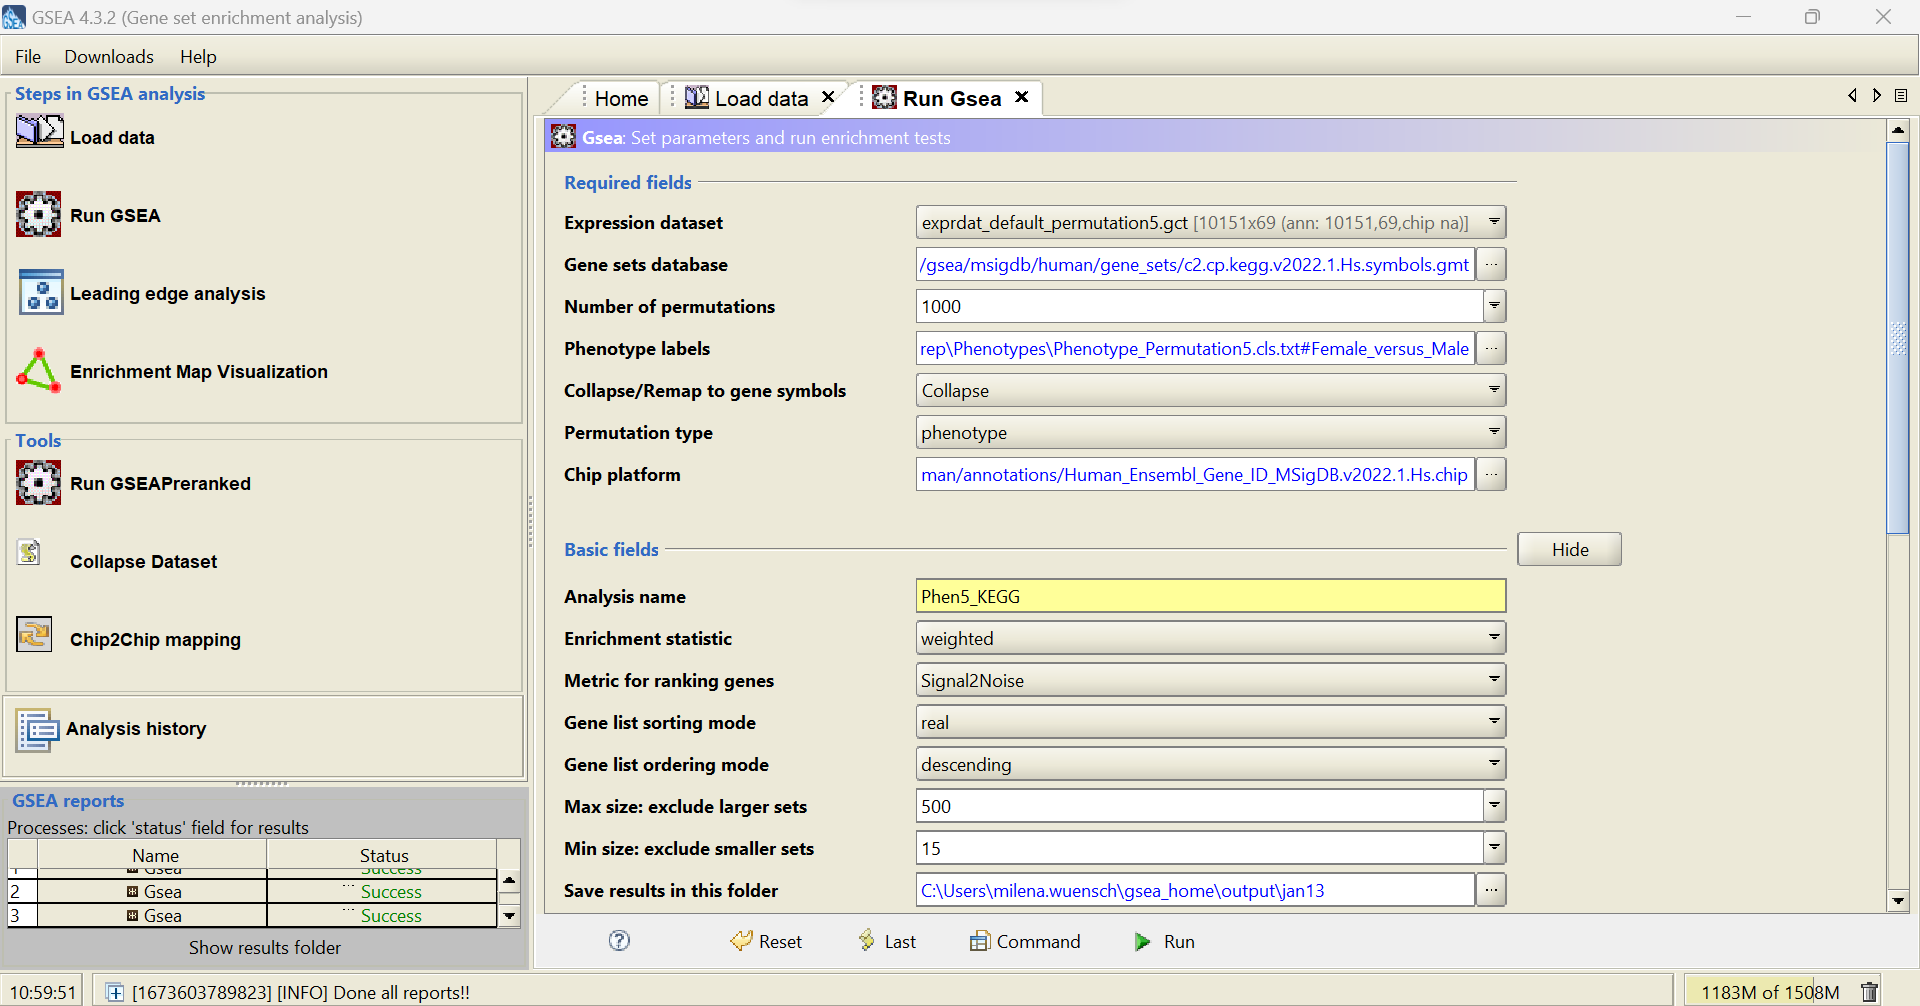 GSEA 4.3.2 (Gene set enrichment analysis)
File Downloads Help
Steps in GSEA analysis
Load data
Run GSEA
Leading edge analysis
Enrichment Map Visualization
Tools
Run GSEAPreranked
Collapse Dataset
Chip2Chip mapping
Analysis history
GSEA reports
Processes: click 'status' field for results
Name Status
1 Gsea Success
2 Gsea ... Success
3 Gsea ... Success
Show results folder
Home Load data Run Gsea
Gsea: Set parameters and run enrichment tests
Required fields
Expression dataset exprdat_default_permutation5.gct [10151x69 (ann: 10151,69,chip na)]
Gene sets database /gsea/msigdb/human/gene_sets/c2.cp.kegg.v2022.1.Hs.symbols.gmt ...
Number of permutations 1000
Phenotype labels rep\Phenotypes\Phenotype_Permutation5.cls.txt#Female_versus_Male ...
Collapse/Remap to gene symbols Collapse
Permutation type phenotype
Chip platform man/annotations/Human_Ensembl_Gene_ID_MSigDB.v2022.1.Hs.chip ...
Basic fields Hide
Analysis name Phen5_KEGG
Enrichment statistic weighted
Metric for ranking genes Signal2Noise
Gene list sorting mode real
Gene list ordering mode descending
Max size: exclude larger sets 500
Min size: exclude smaller sets 15
Save results in this folder C:\Users\milena.wuensch\gsea_home\output\jan13 ...
? Reset Last Command Run
10:59:51 [1673603789823] [INFO] Done all reports!! 1183M of 1508M